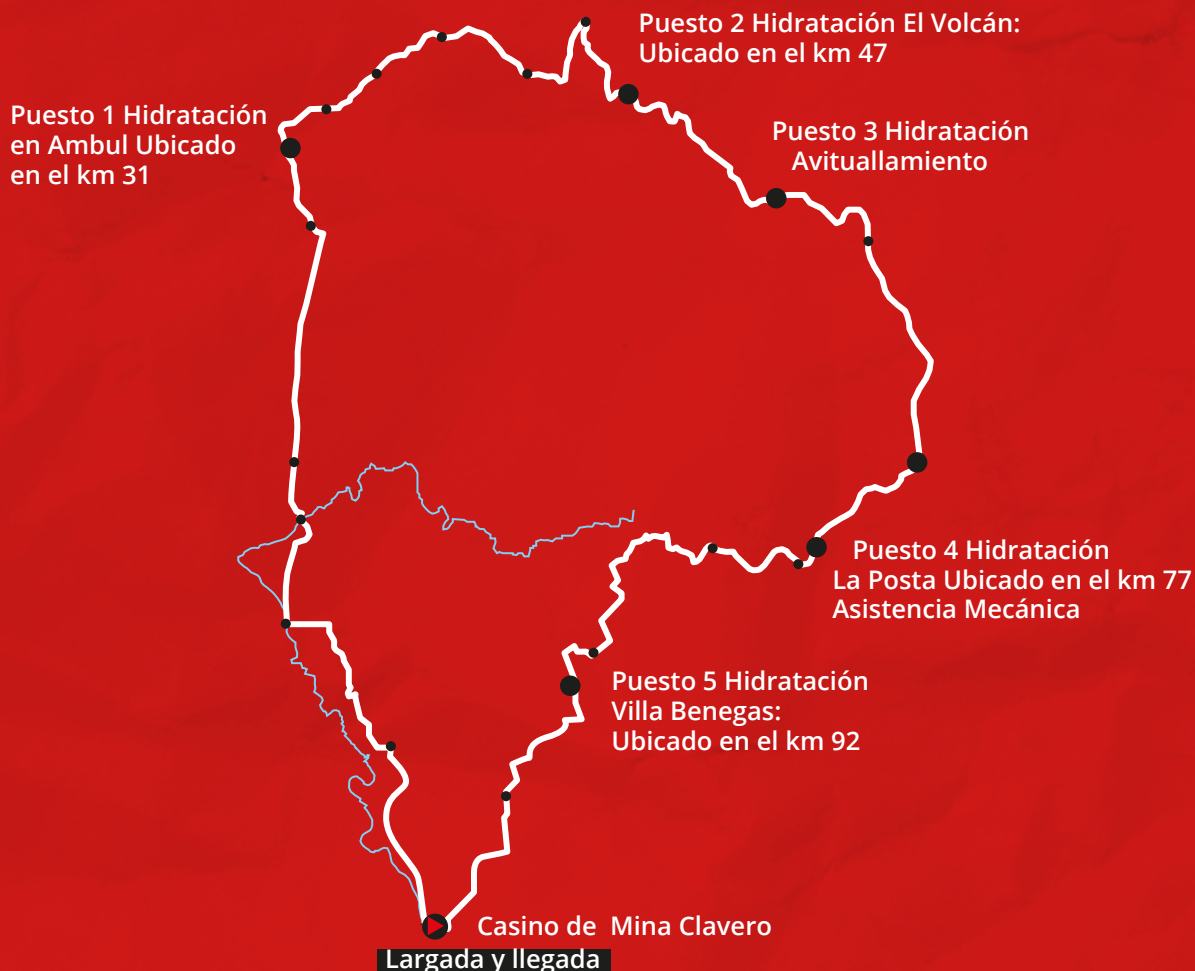 Puesto 2 Hidratación El Volcán:
Ubicado en el km 47
Puesto 1 Hidratación
en Ambul Ubicado
en el km 31
Puesto 3 Hidratación
Avituallamiento
Puesto 4 Hidratación
La Posta Ubicado en el km 77
Asistencia Mecánica
Puesto 5 Hidratación
Villa Benegas:
Ubicado en el km 92
Casino de Mina Clavero
Largada y llegada